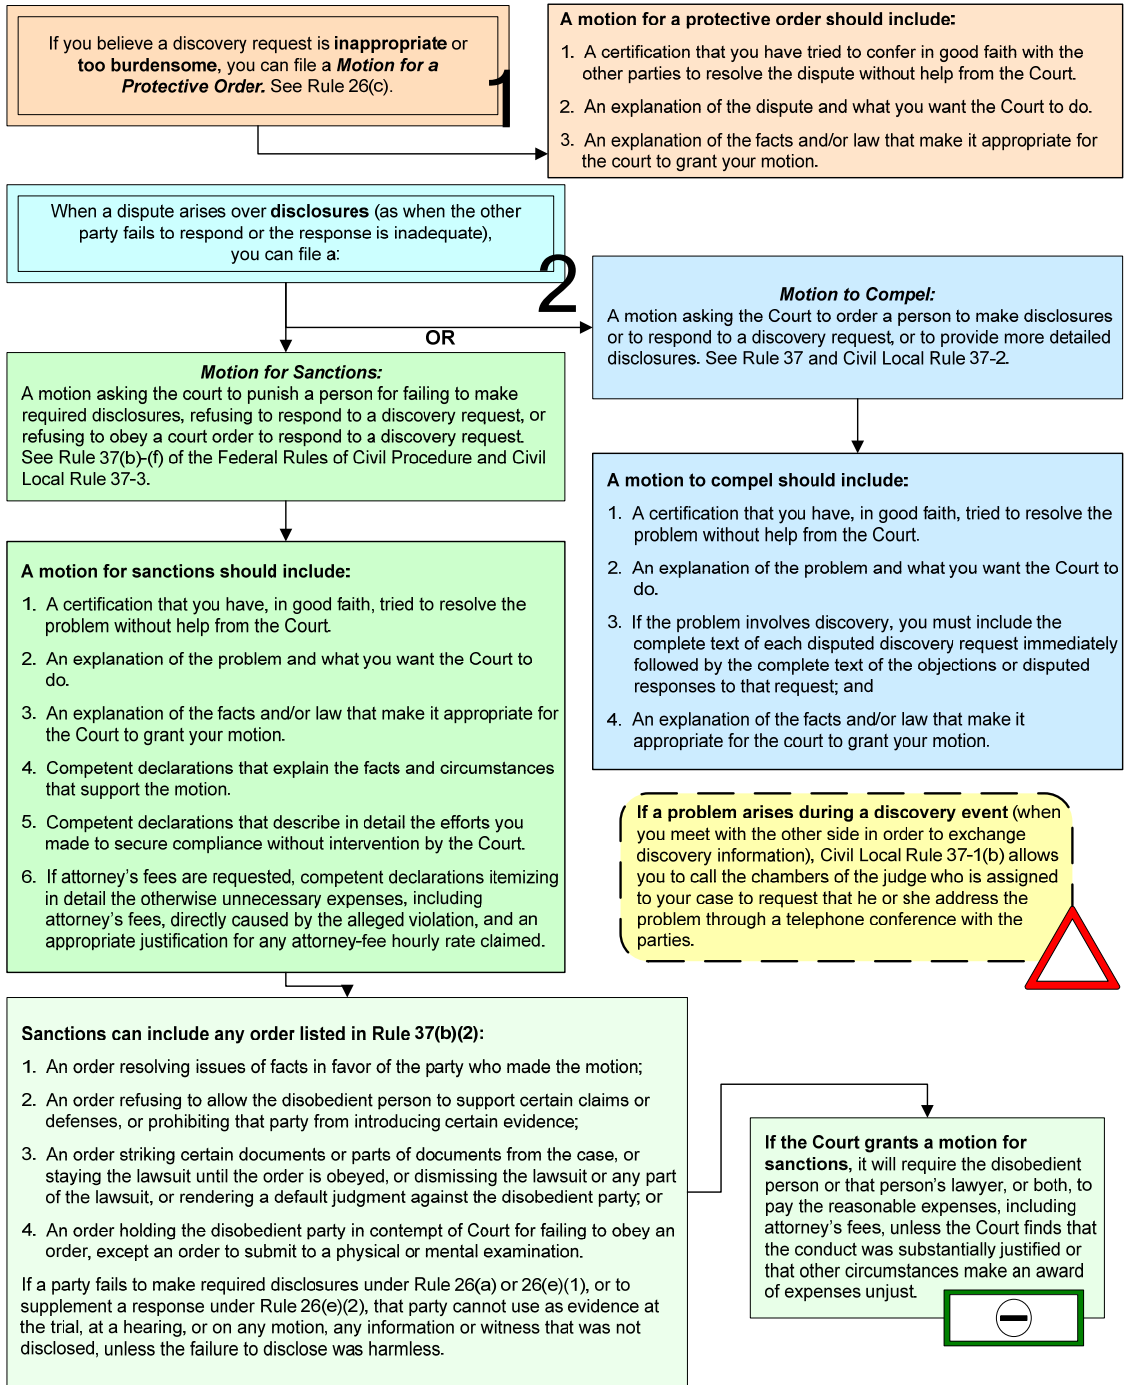 If you believe a discovery request is inappropriate or
too burdensome, you can file a Motion for a
Protective Order. See Rule 26(c).
1
A motion for a protective order should include:
1. A certification that you have tried to confer in good faith with the
other parties to resolve the dispute without help from the Court.
2. An explanation of the dispute and what you want the Court to do.
3. An explanation of the facts and/or law that make it appropriate for
the court to grant your motion.
When a dispute arises over disclosures (as when the other
party fails to respond or the response is inadequate),
you can file a:
2
OR
Motion to Compel:
A motion asking the Court to order a person to make disclosures
or to respond to a discovery request, or to provide more detailed
disclosures. See Rule 37 and Civil Local Rule 37-2.
Motion for Sanctions:
A motion asking the court to punish a person for failing to make
required disclosures, refusing to respond to a discovery request, or
refusing to obey a court order to respond to a discovery request.
See Rule 37(b)-(f) of the Federal Rules of Civil Procedure and Civil
Local Rule 37-3.
A motion to compel should include:
1. A certification that you have, in good faith, tried to resolve the
problem without help from the Court.
2. An explanation of the problem and what you want the Court to
do.
3. If the problem involves discovery, you must include the
complete text of each disputed discovery request immediately
followed by the complete text of the objections or disputed
responses to that request; and
4. An explanation of the facts and/or law that make it
appropriate for the court to grant your motion.
A motion for sanctions should include:
1. A certification that you have, in good faith, tried to resolve the
problem without help from the Court.
2. An explanation of the problem and what you want the Court to
do.
3. An explanation of the facts and/or law that make it appropriate for
the Court to grant your motion.
4. Competent declarations that explain the facts and circumstances
that support the motion.
5. Competent declarations that describe in detail the efforts you
made to secure compliance without intervention by the Court.
6. If attorney's fees are requested, competent declarations itemizing
in detail the otherwise unnecessary expenses, including
attorney's fees, directly caused by the alleged violation, and an
appropriate justification for any attorney-fee hourly rate claimed.
If a problem arises during a discovery event (when
you meet with the other side in order to exchange
discovery information), Civil Local Rule 37-1(b) allows
you to call the chambers of the judge who is assigned
to your case to request that he or she address the
problem through a telephone conference with the
parties.
Sanctions can include any order listed in Rule 37(b)(2):
1. An order resolving issues of facts in favor of the party who made the motion;
2. An order refusing to allow the disobedient person to support certain claims or
defenses, or prohibiting that party from introducing certain evidence;
3. An order striking certain documents or parts of documents from the case, or
staying the lawsuit until the order is obeyed, or dismissing the lawsuit or any part
of the lawsuit, or rendering a default judgment against the disobedient party; or
4. An order holding the disobedient party in contempt of Court for failing to obey an
order, except an order to submit to a physical or mental examination.
If a party fails to make required disclosures under Rule 26(a) or 26(e)(1), or to
supplement a response under Rule 26(e)(2), that party cannot use as evidence at
the trial, at a hearing, or on any motion, any information or witness that was not
disclosed, unless the failure to disclose was harmless.
If the Court grants a motion for
sanctions, it will require the disobedient
person or that person's lawyer, or both, to
pay the reasonable expenses, including
attorney's fees, unless the Court finds that
the conduct was substantially justified or
that other circumstances make an award
of expenses unjust.